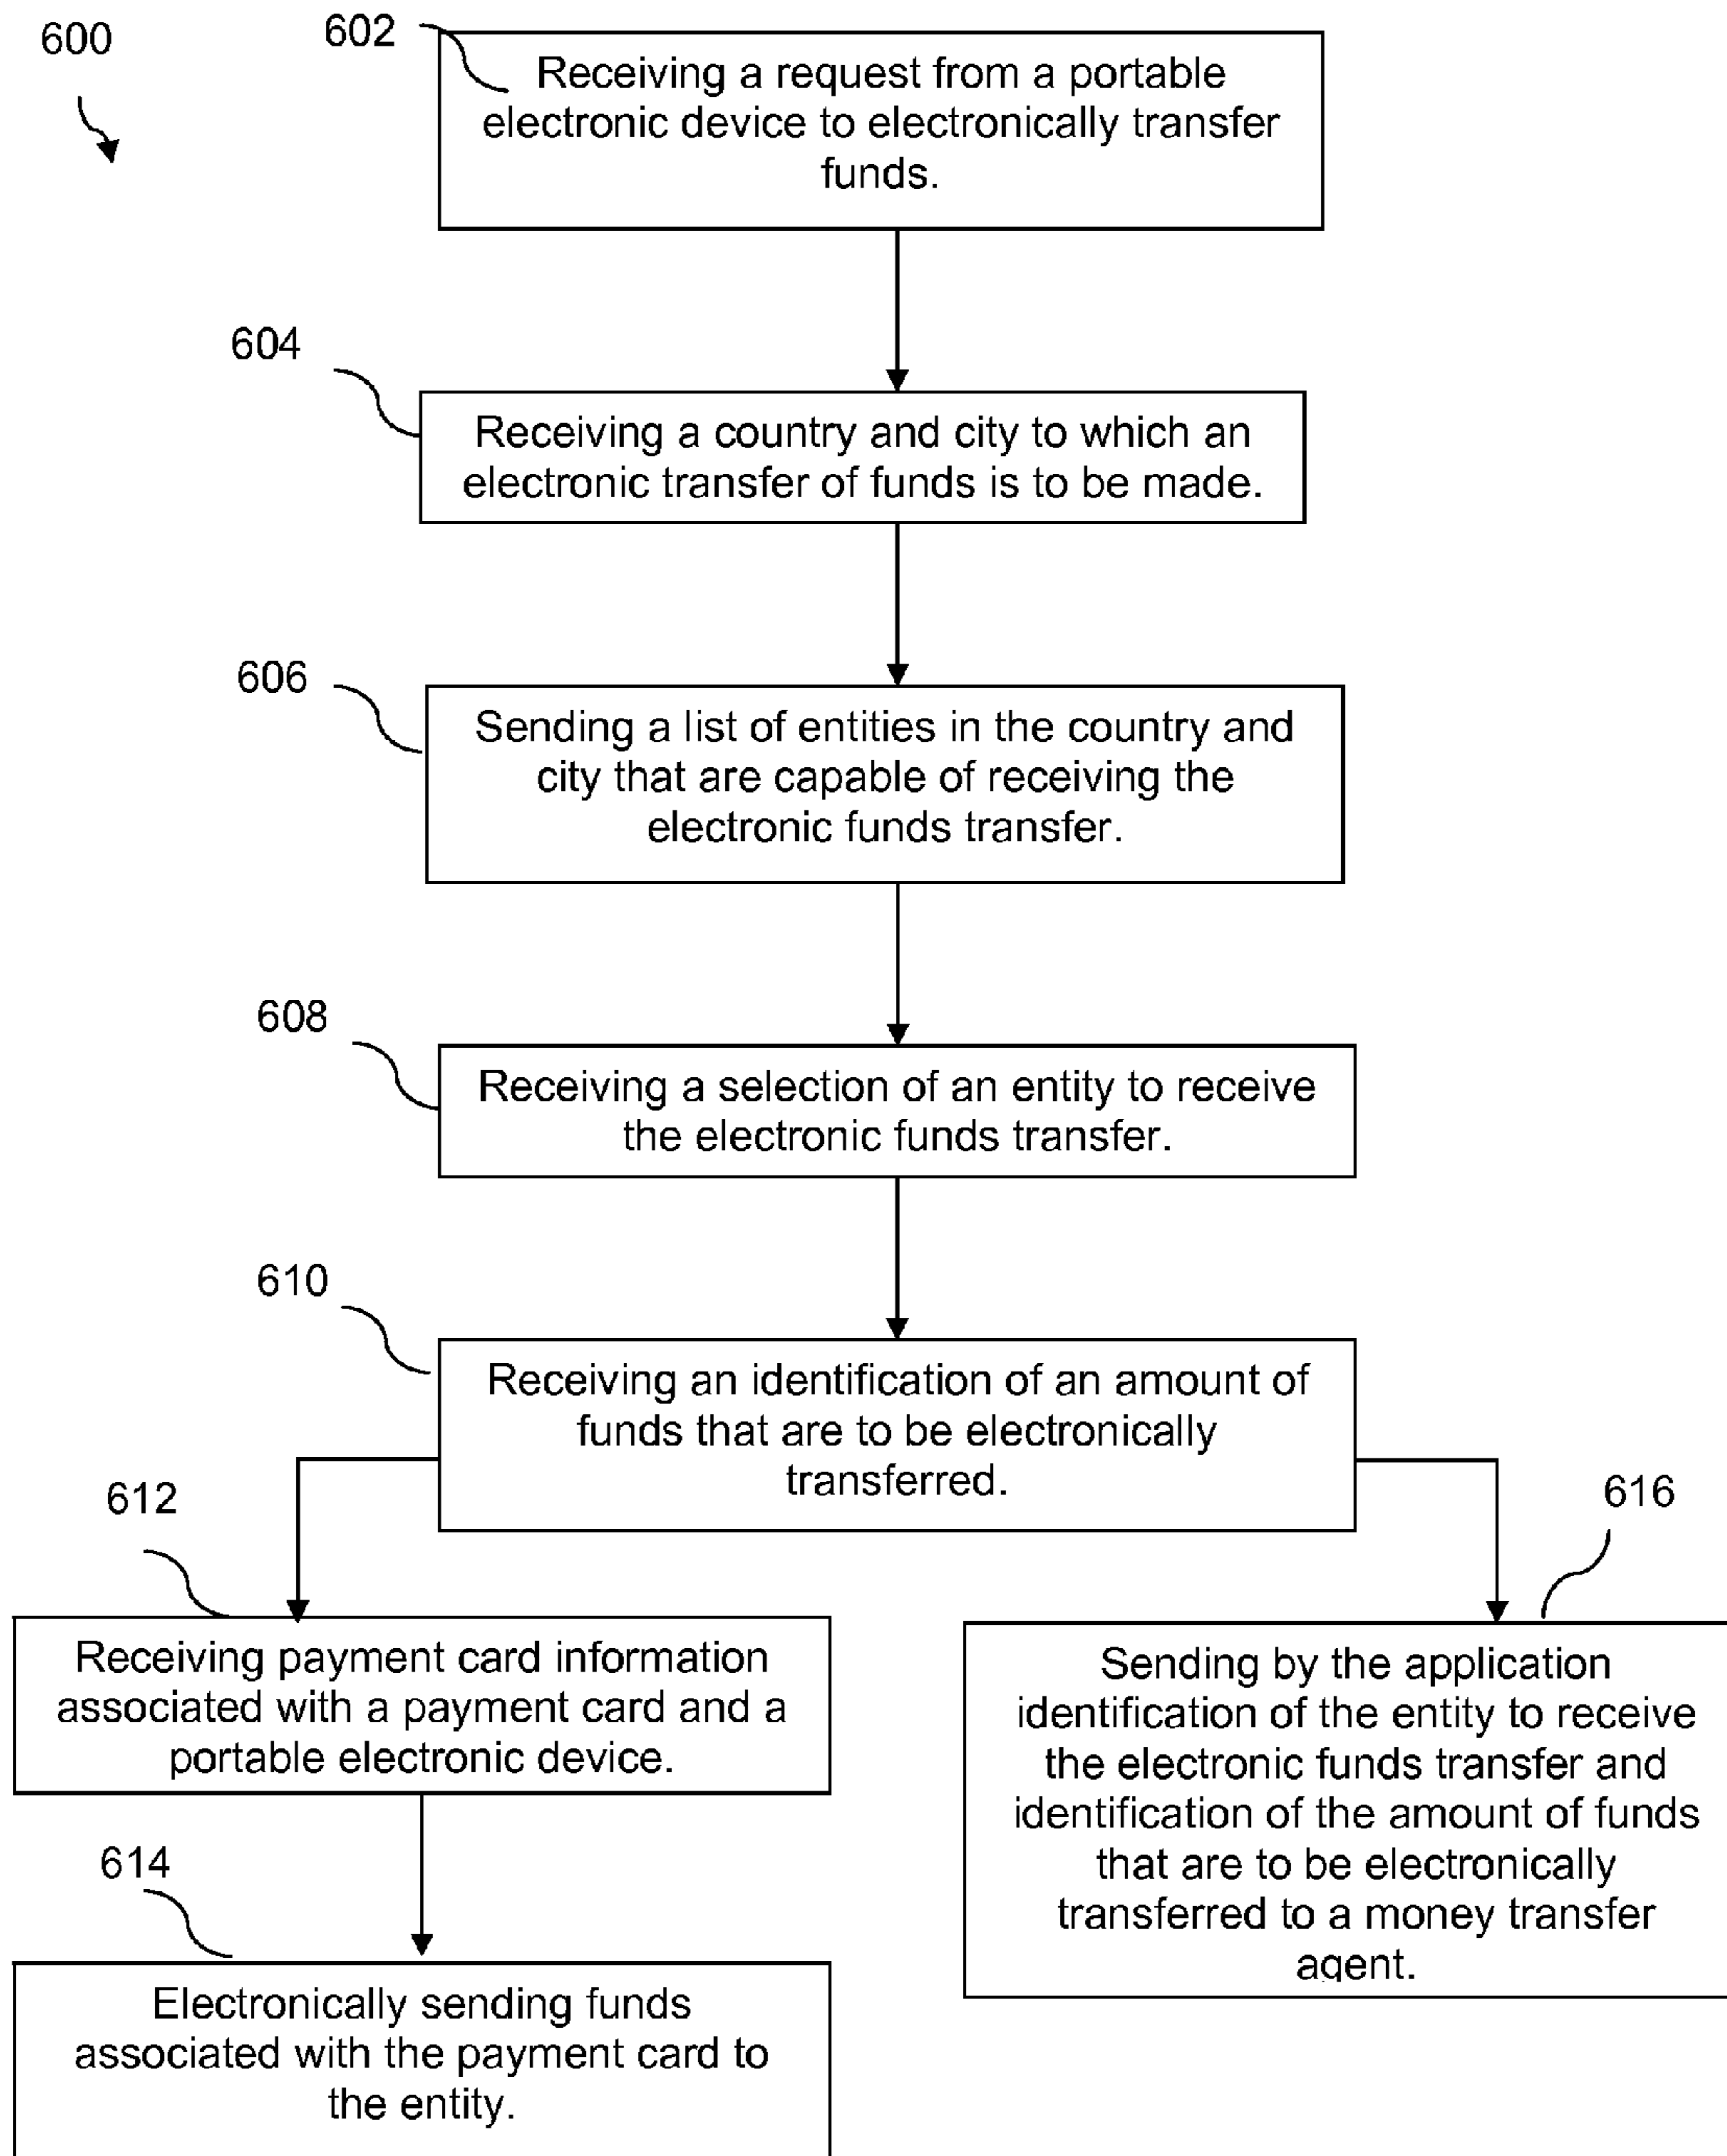 600
602
Receiving a request from a portable
electronic device to electronically transfer
funds.
604
Receiving a country and city to which an
electronic transfer of funds is to be made.
606
Sending a list of entities in the country and
city that are capable of receiving the
electronic funds transfer.
608
Receiving a selection of an entity to receive
the electronic funds transfer.
610
Receiving an identification of an amount of
funds that are to be electronically
transferred.
612
Receiving payment card information
associated with a payment card and a
portable electronic device.
614
Electronically sending funds
associated with the payment card to
the entity.
616
Sending by the application
identification of the entity to receive
the electronic funds transfer and
identification of the amount of funds
that are to be electronically
transferred to a money transfer
agent.